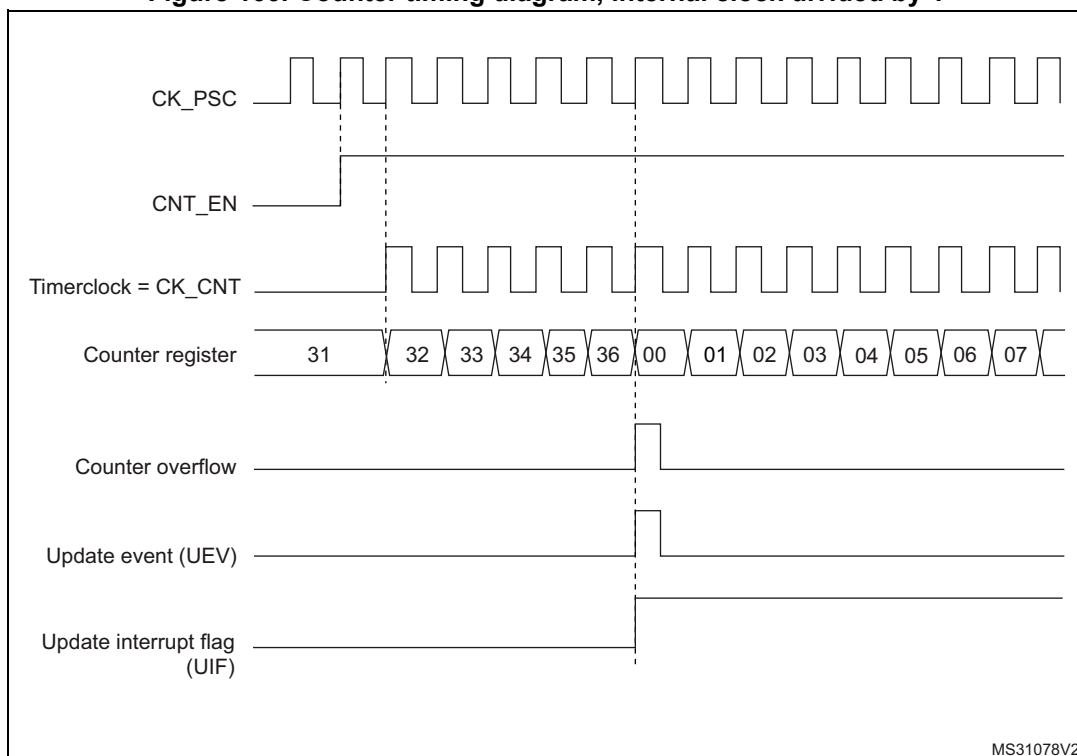 CK_PSC
CNT_EN
Timerclock = CK_CNT
Counter register 31 32 33 34 35 36 00 01 02 03 04 05 06 07
Counter overflow
Update event (UEV)
Update interrupt flag
(UIF)
MS31078V2